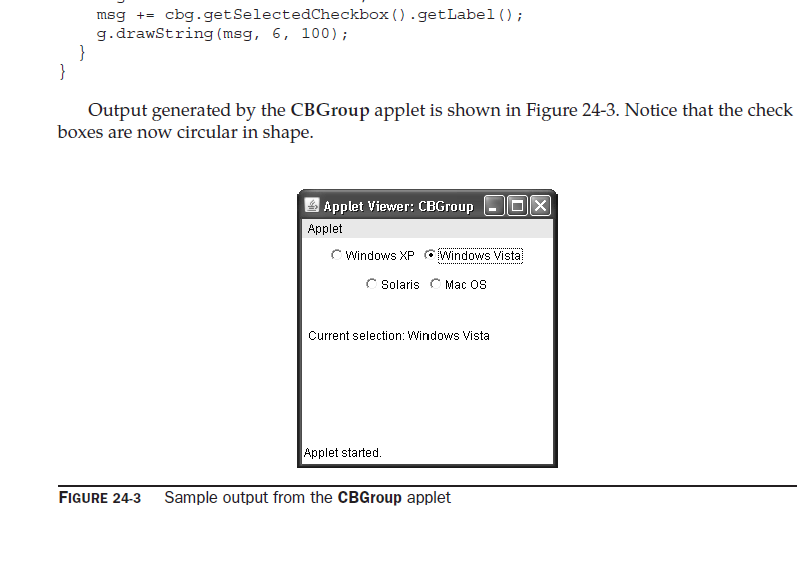 msg += cbg.getSelectedCheckbox().getLabel();
g.drawString(msg, 6, 100);
}
}
Output generated by the CBGroup applet is shown in Figure 24-3. Notice that the check
boxes are now circular in shape.
Applet Viewer: CBGroup
Applet
Windows XP Windows Vista
Solaris Mac OS
Current selection: Windows Vista
Applet started.
FIGURE 24-3 Sample output from the CBGroup applet